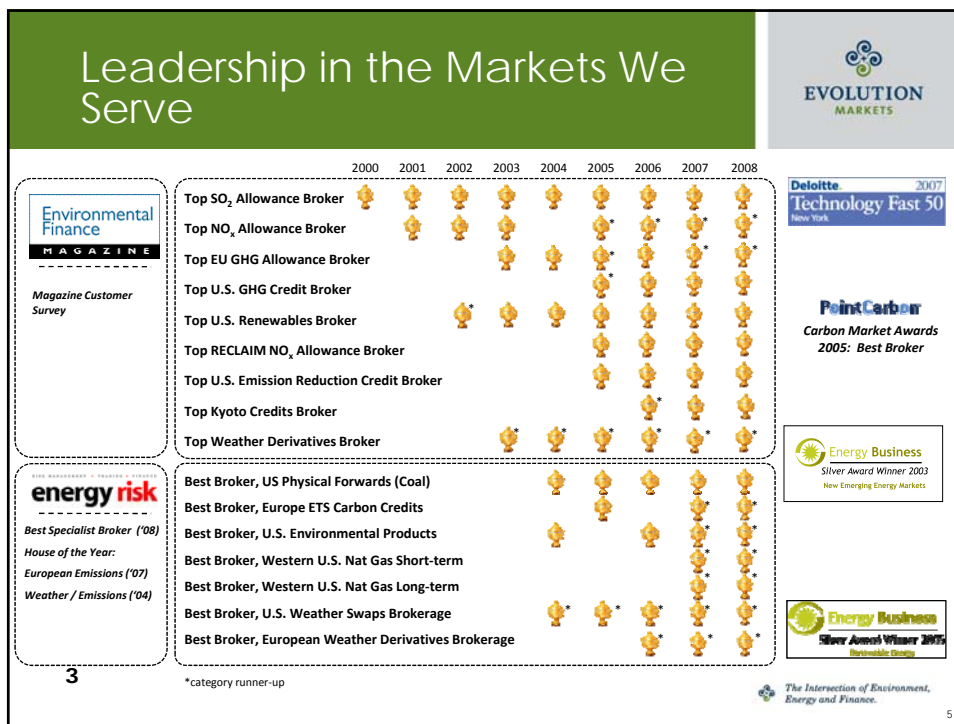 Leadership in the Markets We
Serve
EVOLUTION
MARKETS
2000 2001 2002 2003 2004 2005 2006 2007 2008
Environmental
Finance
MAGAZINE
Magazine Customer
Survey
Top SO₂ Allowance Broker
Top NOₓ Allowance Broker * * * *
Top EU GHG Allowance Broker * * *
Top U.S. GHG Credit Broker *
Top U.S. Renewables Broker *
Top RECLAIM NOₓ Allowance Broker
Top U.S. Emission Reduction Credit Broker
Top Kyoto Credits Broker *
Top Weather Derivatives Broker * * * * * *
RISK MANAGEMENT • TRADING • FINANCE
energy risk
Best Specialist Broker (‘08)
House of the Year:
European Emissions (‘07)
Weather / Emissions (‘04)
Best Broker, US Physical Forwards (Coal)
Best Broker, Europe ETS Carbon Credits * *
Best Broker, U.S. Environmental Products * *
Best Broker, Western U.S. Nat Gas Short-term * *
Best Broker, Western U.S. Nat Gas Long-term * *
Best Broker, U.S. Weather Swaps Brokerage * * * * *
Best Broker, European Weather Derivatives Brokerage * * *
Deloitte. 2007
Technology Fast 50
New York
PointCarbon
Carbon Market Awards
2005: Best Broker
Energy Business
Silver Award Winner 2003
New Emerging Energy Markets
Energy Business
Silver Award Winner 2005
Renewable Energy
3
*category runner-up
The Intersection of Environment,
Energy and Finance.
5